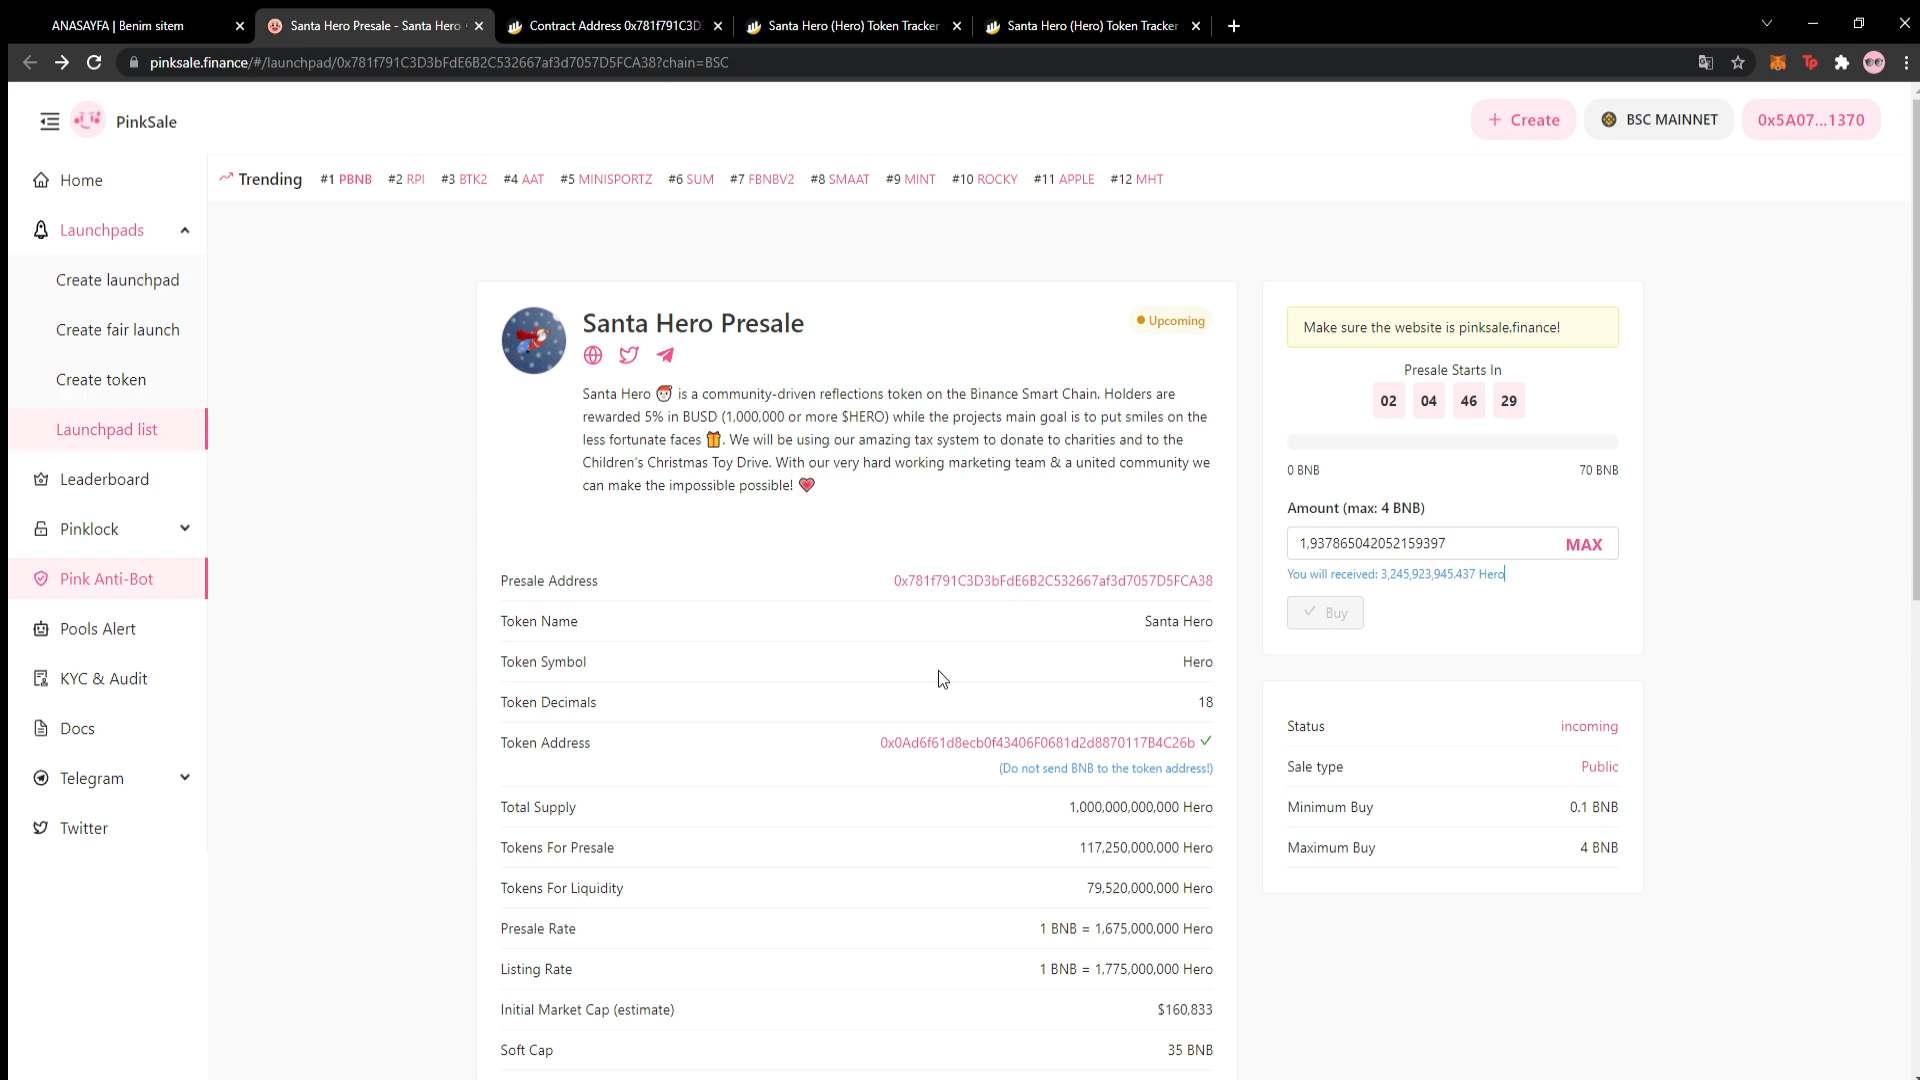 ANASAYFA | Benim sitem
Santa Hero Presale - Santa Hero
Contract Address 0x781f791C3D
Santa Hero (Hero) Token Tracker
Santa Hero (Hero) Token Tracker
pinksale.finance/#/launchpad/0x781f791C3D3bFdE6B2C532667af3d7057D5FCA38?chain=BSC
Tp
PinkSale
+ Create
BSC MAINNET
0x5A07...1370
Home
Trending #1 PBNB #2 RPI #3 BTK2 #4 AAT #5 MINISPORTZ #6 SUM #7 FBNBV2 #8 SMAAT #9 MINT #10 ROCKY #11 APPLE #12 MHT
Launchpads
Create launchpad
Create fair launch
Create token
Launchpad list
Leaderboard
Pinklock
Pink Anti-Bot
Pools Alert
KYC & Audit
Docs
Telegram
Twitter
Santa Hero Presale
Upcoming
Santa Hero 🎅 is a community-driven reflections token on the Binance Smart Chain. Holders are
rewarded 5% in BUSD (1,000,000 or more $HERO) while the projects main goal is to put smiles on the
less fortunate faces 🎁. We will be using our amazing tax system to donate to charities and to the
Children's Christmas Toy Drive. With our very hard working marketing team & a united community we
can make the impossible possible! ❤️
Presale Address 0x781f791C3D3bFdE6B2C532667af3d7057D5FCA38
Token Name Santa Hero
Token Symbol Hero
Token Decimals 18
Token Address 0x0Ad6f61d8ecb0f43406F0681d2d8870117B4C26b
(Do not send BNB to the token address!)
Total Supply 1,000,000,000,000 Hero
Tokens For Presale 117,250,000,000 Hero
Tokens For Liquidity 79,520,000,000 Hero
Presale Rate 1 BNB = 1,675,000,000 Hero
Listing Rate 1 BNB = 1,775,000,000 Hero
Initial Market Cap (estimate) $160,833
Soft Cap 35 BNB
Make sure the website is pinksale.finance!
Presale Starts In
02 04 46 29
0 BNB 70 BNB
Amount (max: 4 BNB)
1,937865042052159397 MAX
You will received: 3,245,923,945.437 Hero
Buy
Status incoming
Sale type Public
Minimum Buy 0.1 BNB
Maximum Buy 4 BNB